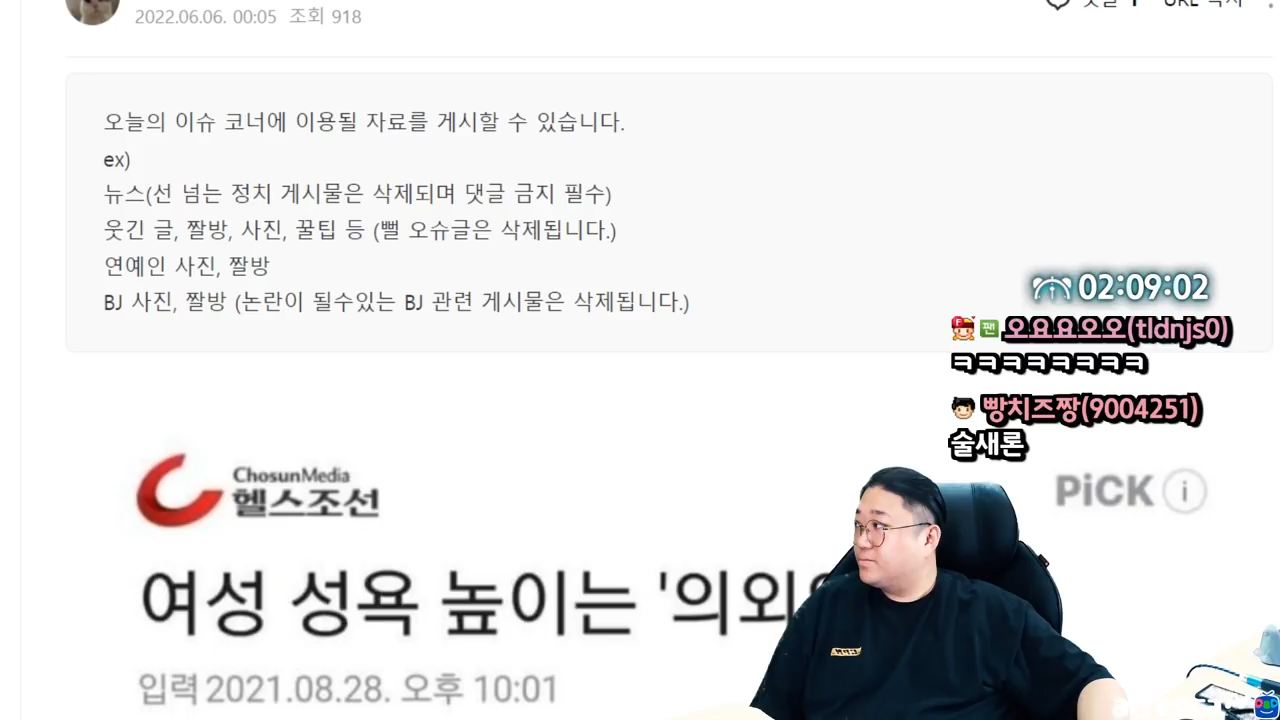 2022.06.06. 00:05 조회 918
오늘의 이슈 코너에 이용될 자료를 게시할 수 있습니다.
ex)
뉴스(선 넘는 정치 게시물은 삭제되며 댓글 금지 필수)
웃긴 글, 짤방, 사진, 꿀팁 등 (뻘 오슈글은 삭제됩니다.)
연예인 사진, 짤방
BJ 사진, 짤방 (논란이 될수있는 BJ 관련 게시물은 삭제됩니다.)
02:09:02
팬 오요요오오(tldnjs0)
ㅋㅋㅋㅋㅋㅋㅋㅋ
빵치즈짱(9004251)
술새론
ChosunMedia
헬스조선
PiCK i
여성 성욕 높이는 '의외
입력 2021.08.28. 오후 10:01